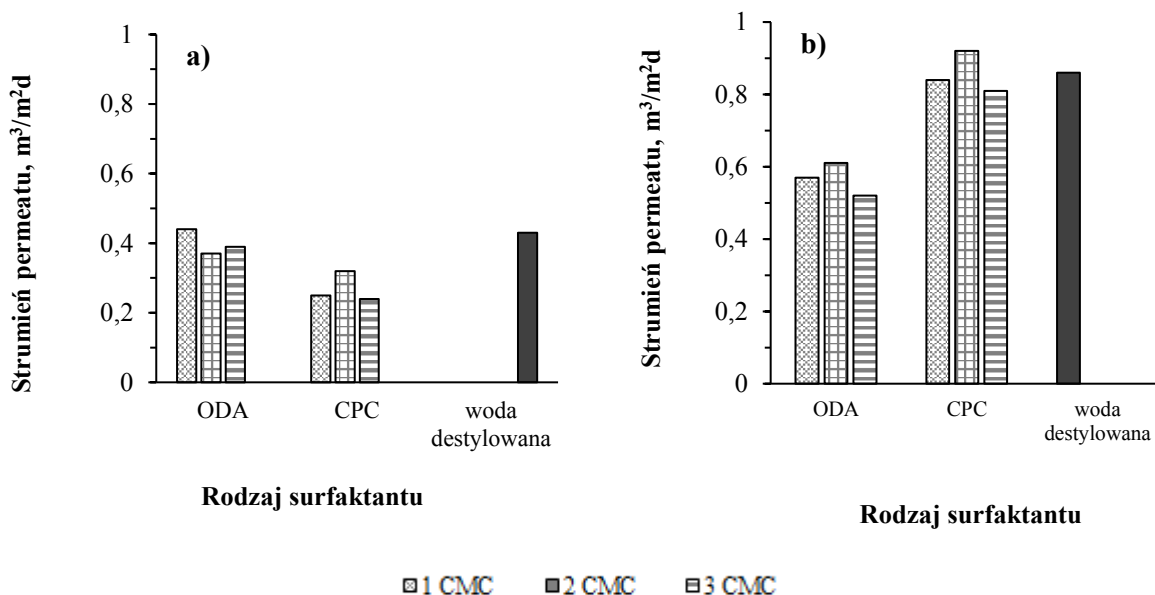 a)
Strumień permeatu, m³/m²d
1
0,8
0,6
0,4
0,2
0
ODA
CPC
woda
destylowana
Rodzaj surfaktantu
b)
Strumień permeatu, m³/m²d
1
0,8
0,6
0,4
0,2
0
ODA
CPC
woda
destylowana
Rodzaj surfaktantu
1 CMC
2 CMC
3 CMC